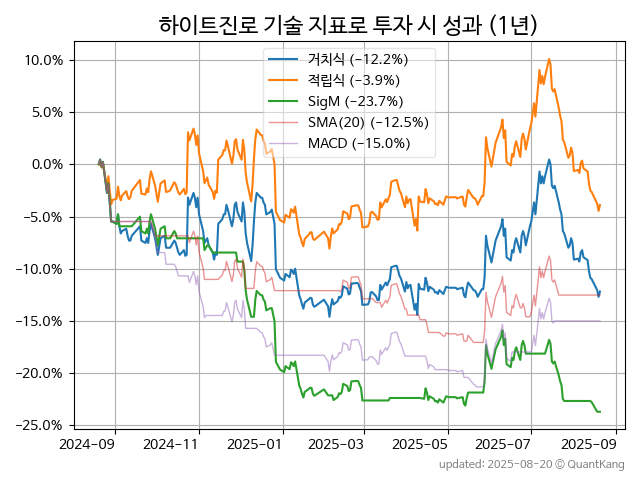 하이트진로 기술 지표로 투자 시 성과 (1년)
거치식 (−12.2%)
적립식 (−3.9%)
SigM (−23.7%)
SMA(20) (−12.5%)
MACD (−15.0%)
10.0%
5.0%
0.0%
−5.0%
−10.0%
−15.0%
−20.0%
−25.0%
2024-09 2024-11 2025-01 2025-03 2025-05 2025-07 2025-09
updated: 2025-08-20 © QuantKang